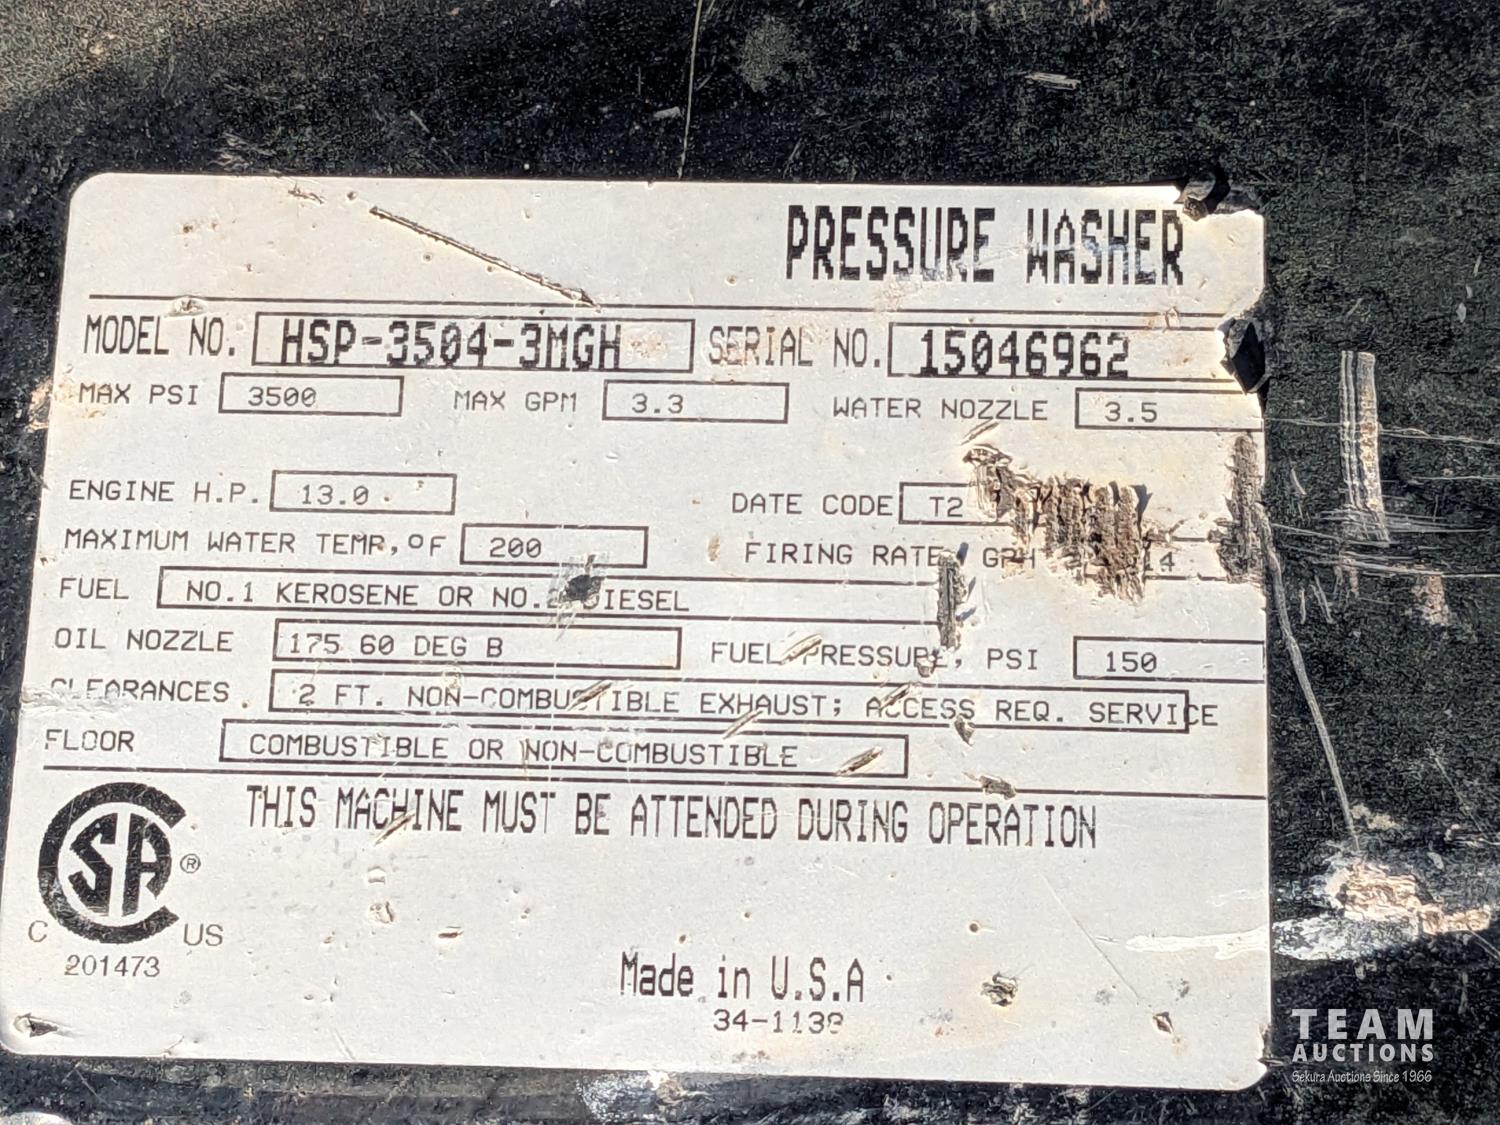 PRESSURE WASHER
MODEL NO. HSP-3504-3MGH SERIAL NO. 15046962
MAX PSI 3500 MAX GPM 3.3 WATER NOZZLE 3.5
ENGINE H.P. 13.0 DATE CODE T2
MAXIMUM WATER TEMP,°F 200 FIRING RATE, GPH
FUEL NO.1 KEROSENE OR NO.2 DIESEL
OIL NOZZLE 175 60 DEG B FUEL PRESSURE, PSI 150
CLEARANCES 2 FT. NON-COMBUSTIBLE EXHAUST; ACCESS REQ. SERVICE
FLOOR COMBUSTIBLE OR NON-COMBUSTIBLE
THIS MACHINE MUST BE ATTENDED DURING OPERATION
CSA ®
C US
201473
Made in U.S.A
TEAM
AUCTIONS
Sekura Auctions Since 1966